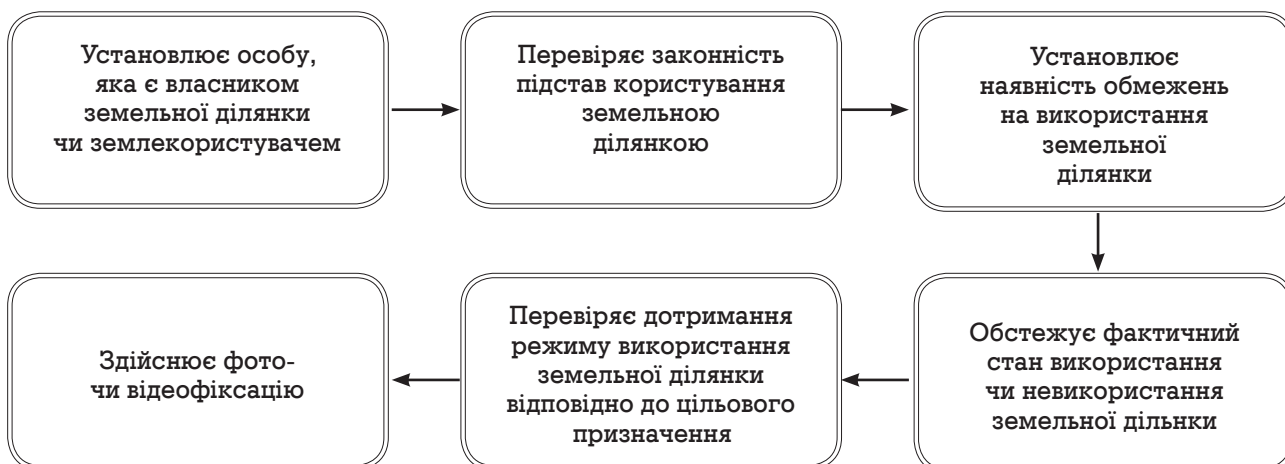 Установлює особу,
яка є власником
земельної ділянки
чи землекористувачем
Перевіряє законність
підстав користування
земельною
ділянкою
Установлює
наявність обмежень
на використання
земельної
ділянки
Обстежує фактичний
стан використання
чи невикористання
земельної дільнки
Перевіряє дотримання
режиму використання
земельної ділянки
відповідно до цільового
призначення
Здійснює фото-
чи відеофіксацію